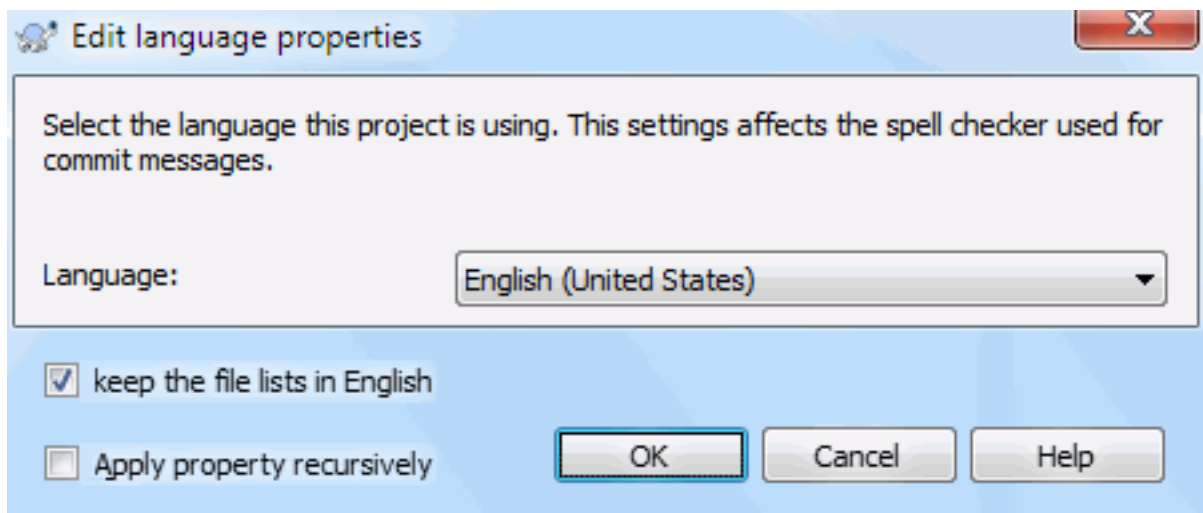 Edit language properties
Select the language this project is using. This settings affects the spell checker used for
commit messages.
Language:
English (United States)
keep the file lists in English
Apply property recursively
OK
Cancel
Help